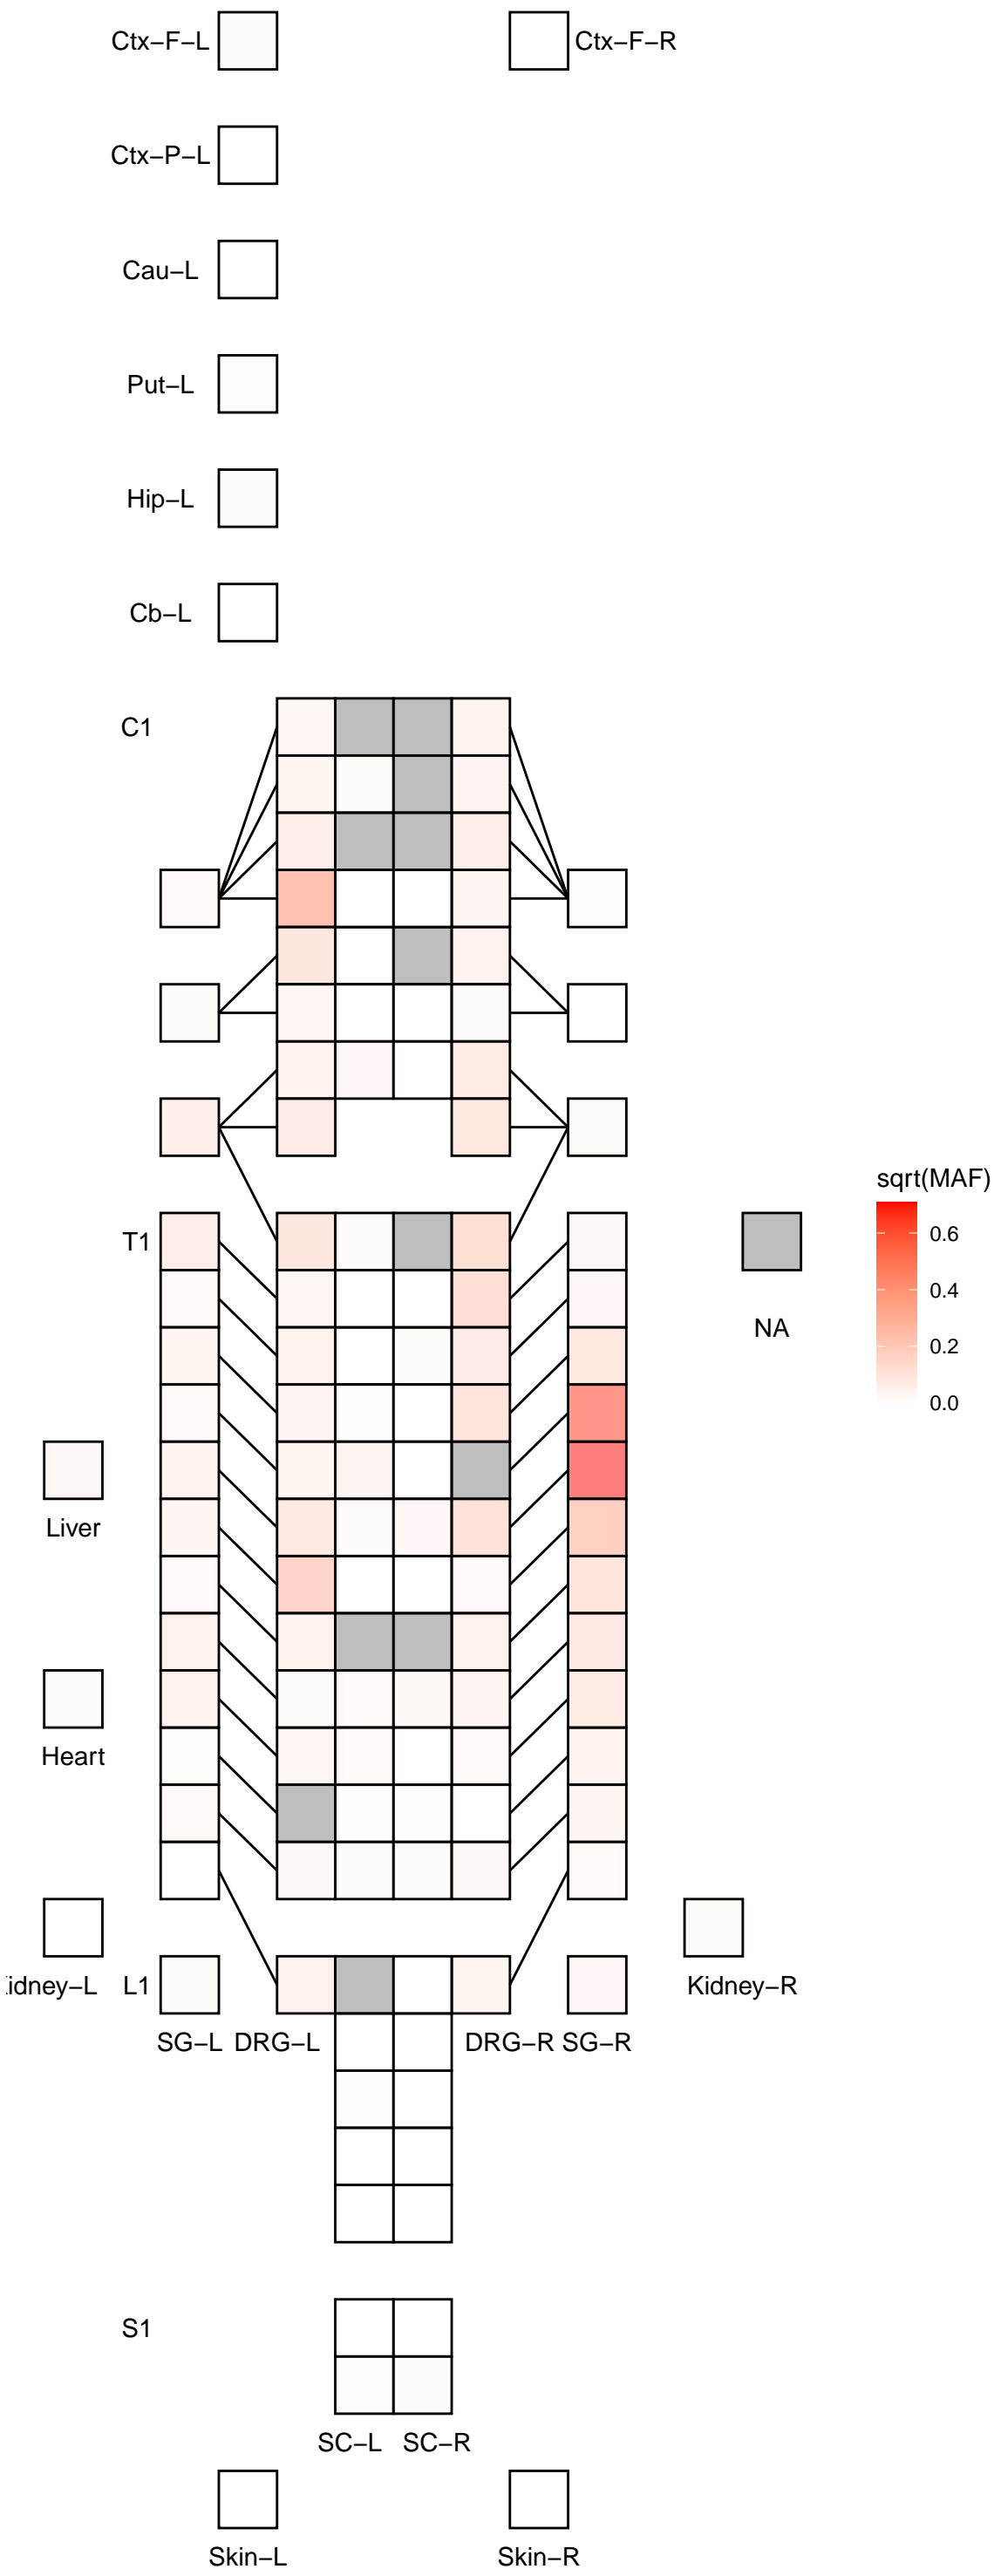 Ctx−F−L
Ctx−F−R
Ctx−P−L
Cau−L
Put−L
Hip−L
Cb−L
C1
sqrt(MAF)
T1
0.6
0.4
NA
0.2
0.0
Liver
Heart
idney−L
L1
Kidney−R
SG−L
DRG−L
DRG−R
SG−R
S1
SC−L
SC−R
Skin−L
Skin−R